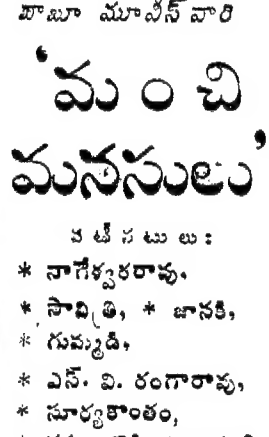 బాబూ మూవీస్ వారి
‘మంచి
మనసులు’
నటీనటులు :
* నాగేశ్వరరావు,
* సావిత్రి, * జానకి,
* గుమ్మడి,
* ఎస్. వి. రంగారావు,
* సూర్యకాంతం,